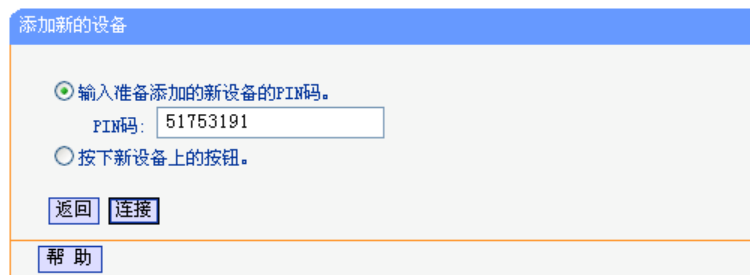 添加新的设备
输入准备添加的新设备的PIN码。
PIN码: 51753191
按下新设备上的按钮。
返回 连接
帮 助